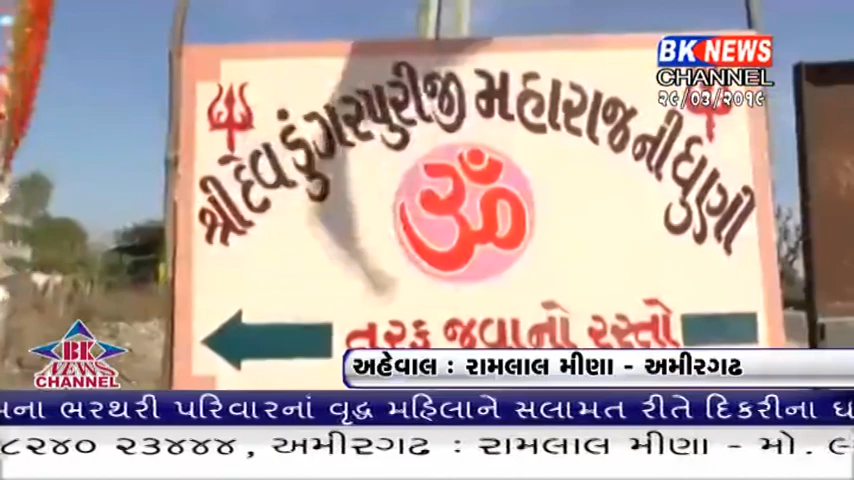 BK NEWS
CHANNEL
૨૯/૦૩/૨૦૧૯
શ્રી દેવ ડુંગરપુરીજી મહારાજ ની ધુણી
ॐ
તરફ જવાનો રસ્તો
અહેવાલ : રામલાલ મીણા - અમીરગઢ
BK
NEWS
CHANNEL
ભરથરી પરિવારનાં વૃદ્ધ મહિલાને સલામત રીતે દિકરીના
૮૨૪૦ ૨૩૪૪૪, અમીરગઢ : રામલાલ મીણા - મો. ૯